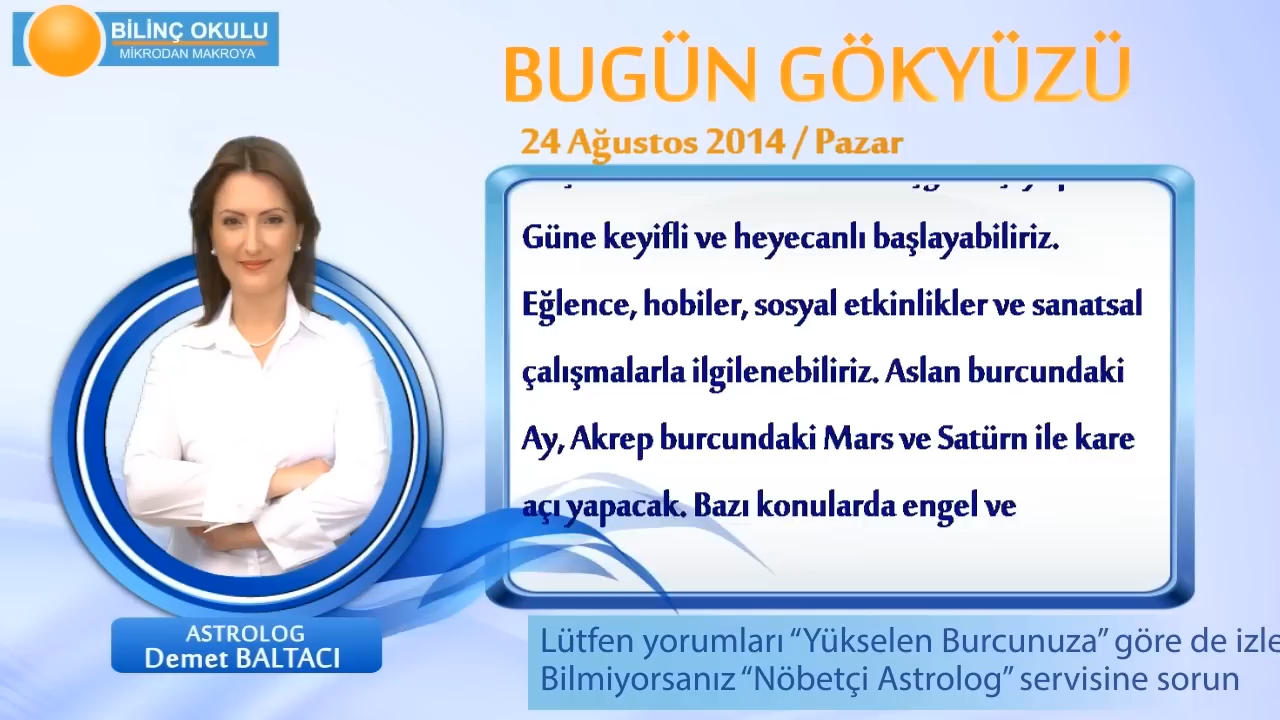 BİLİNÇ OKULU
MİKRODAN MAKROYA
BUGÜN GÖKYÜZÜ
24 Ağustos 2014 / Pazar
Güne keyifli ve heyecanlı başlayabiliriz.
Eğlence, hobiler, sosyal etkinlikler ve sanatsal
çalışmalarla ilgilenebiliriz. Aslan burcundaki
Ay, Akrep burcundaki Mars ve Satürn ile kare
açı yapacak. Bazı konularda engel ve
ASTROLOG
Demet BALTACI
Lütfen yorumları “Yükselen Burcunuza” göre de izle
Bilmiyorsanız “Nöbetçi Astrolog” servisine sorun